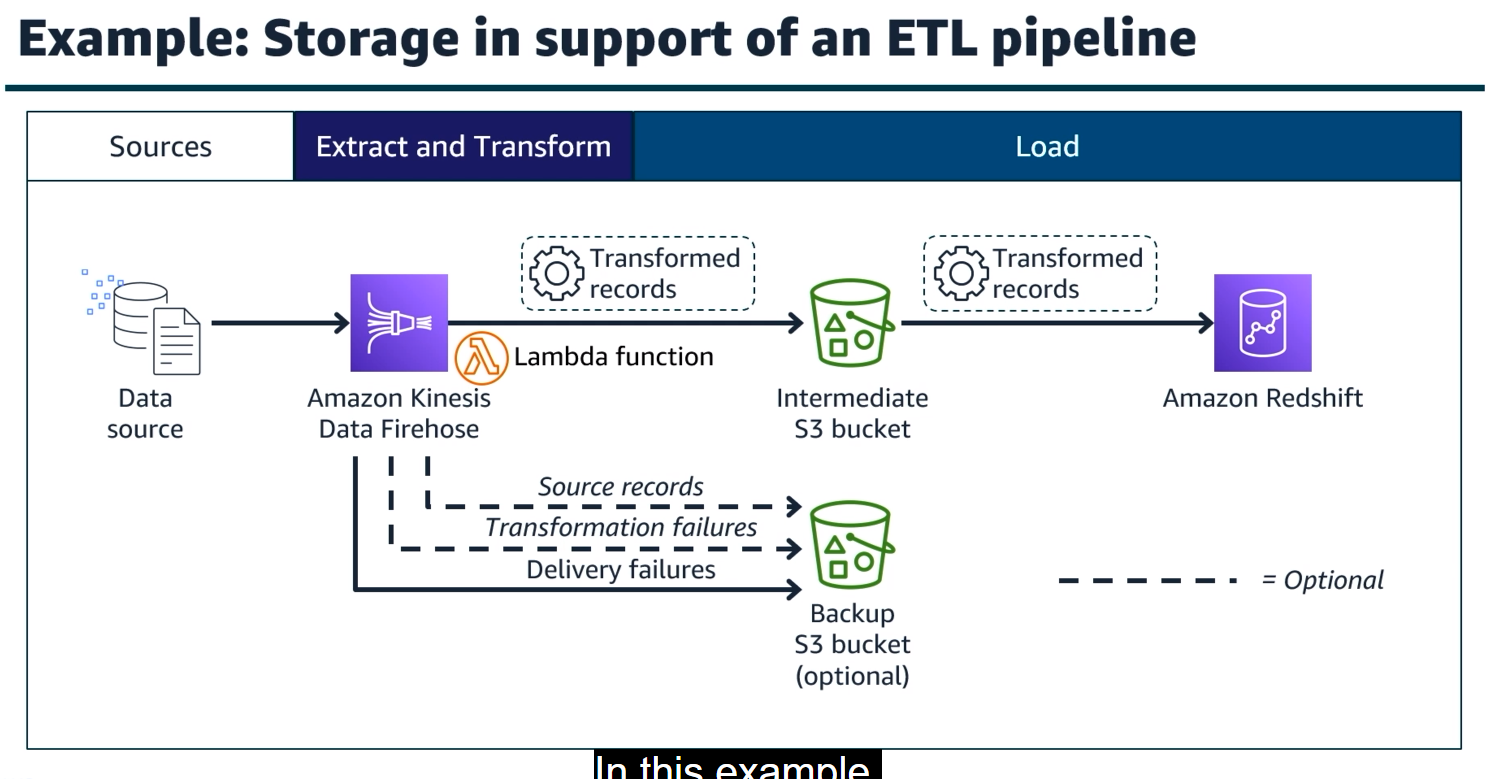 Example: Storage in support of an ETL pipeline
Sources
Extract and Transform
Load
Transformed
records
Transformed
records
Lambda function
Data
source
Amazon Kinesis
Data Firehose
Intermediate
S3 bucket
Amazon Redshift
Source records
Transformation failures
Delivery failures
= Optional
Backup
S3 bucket
(optional)
In this example,